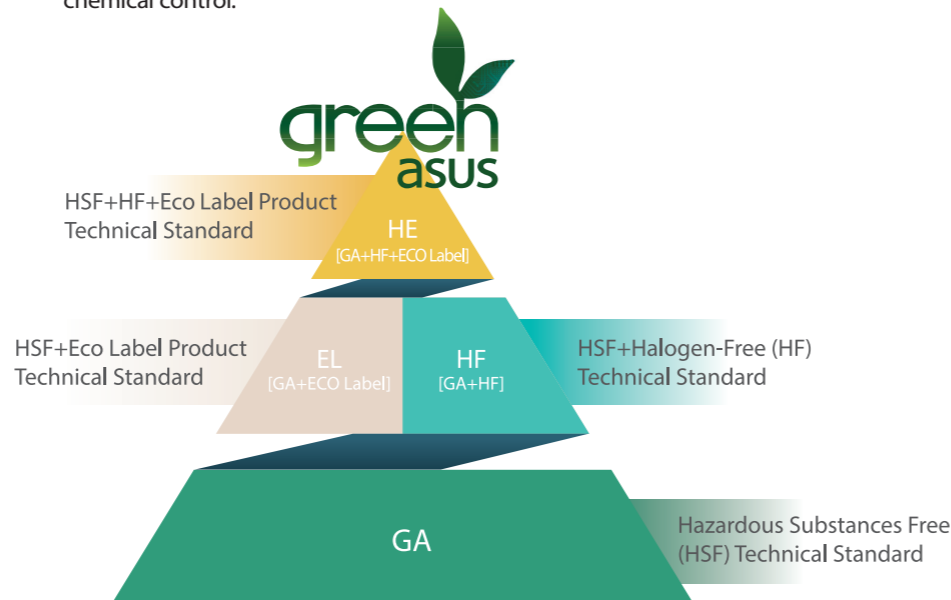 chemical control.
green
asus
HSF+HF+Eco Label Product
Technical Standard
HE
[GA+HF+ECO Label]
HSF+Eco Label Product
Technical Standard
EL
[GA+ECO Label]
HF
[GA+HF]
HSF+Halogen-Free (HF)
Technical Standard
GA
Hazardous Substances Free
(HSF) Technical Standard